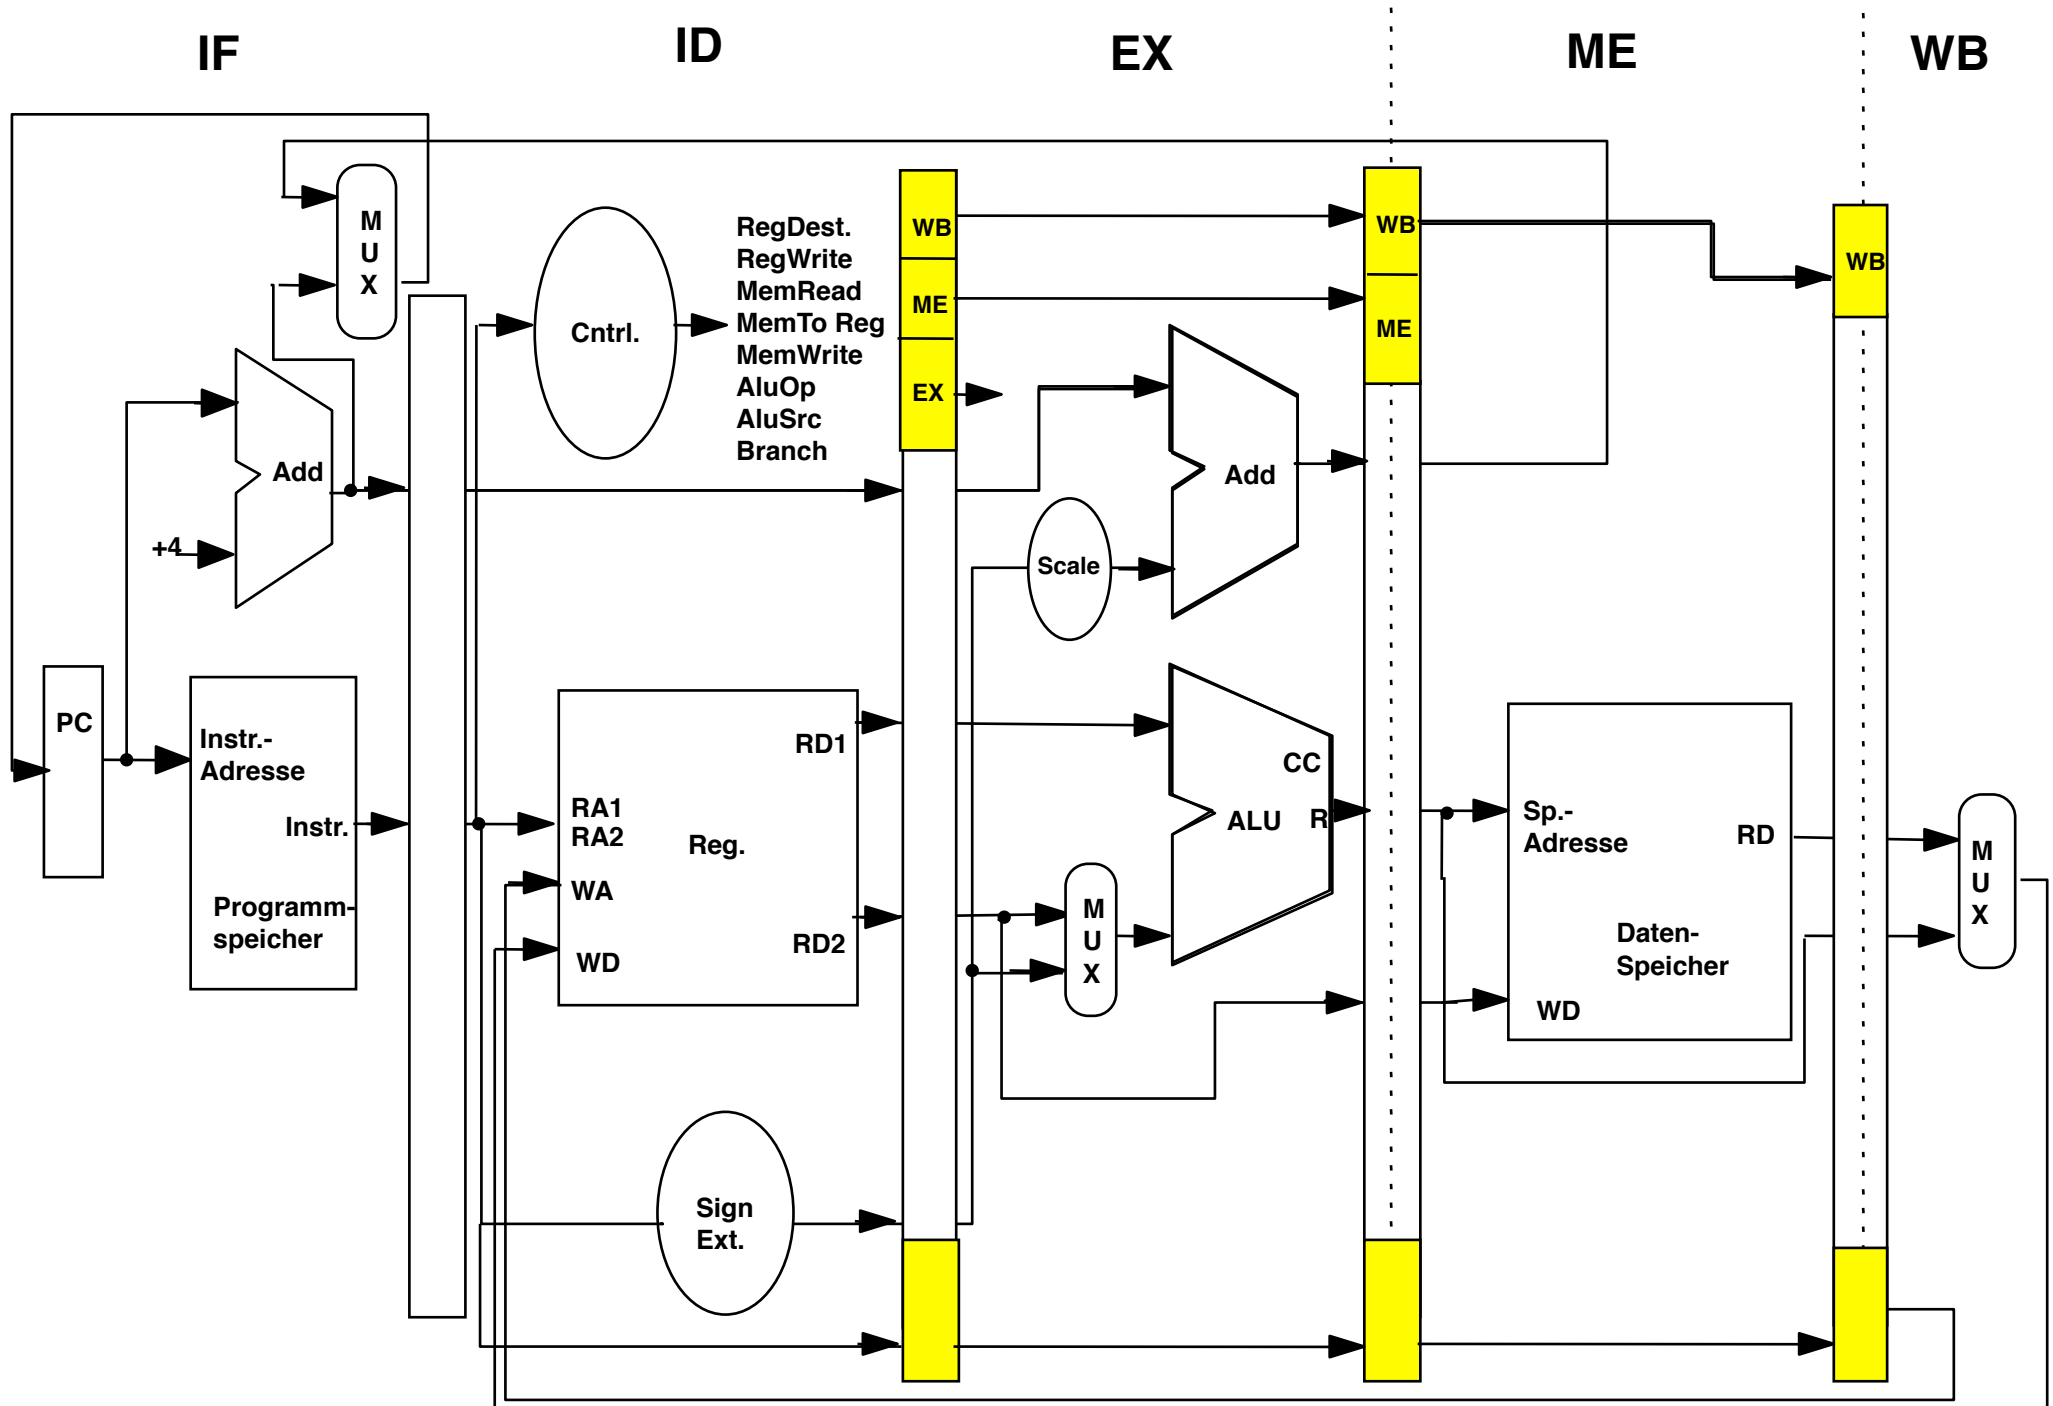 IF
ID
EX
ME
WB
M
U
X
Cntrl.
RegDest.
RegWrite
MemRead
MemTo Reg
MemWrite
AluOp
AluSrc
Branch
WB
ME
EX
WB
ME
WB
Add
+4
Add
Scale
PC
Instr.-
Adresse
Instr.
Programm-
speicher
RA1
RA2
WA
WD
Reg.
RD1
RD2
M
U
X
CC
ALU
R
Sp.-
Adresse
RD
Daten-
Speicher
WD
M
U
X
Sign
Ext.